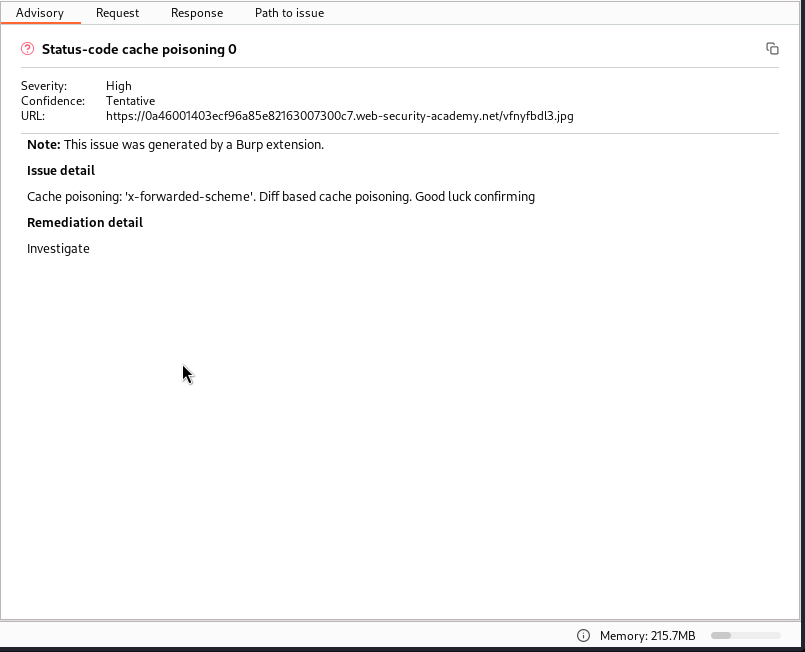 Advisory Request Response Path to issue
Status-code cache poisoning 0
Severity: High
Confidence: Tentative
URL: https://0a46001403ecf96a85e82163007300c7.web-security-academy.net/vfnyfbdl3.jpg
Note: This issue was generated by a Burp extension.
Issue detail
Cache poisoning: 'x-forwarded-scheme'. Diff based cache poisoning. Good luck confirming
Remediation detail
Investigate
Memory: 215.7MB